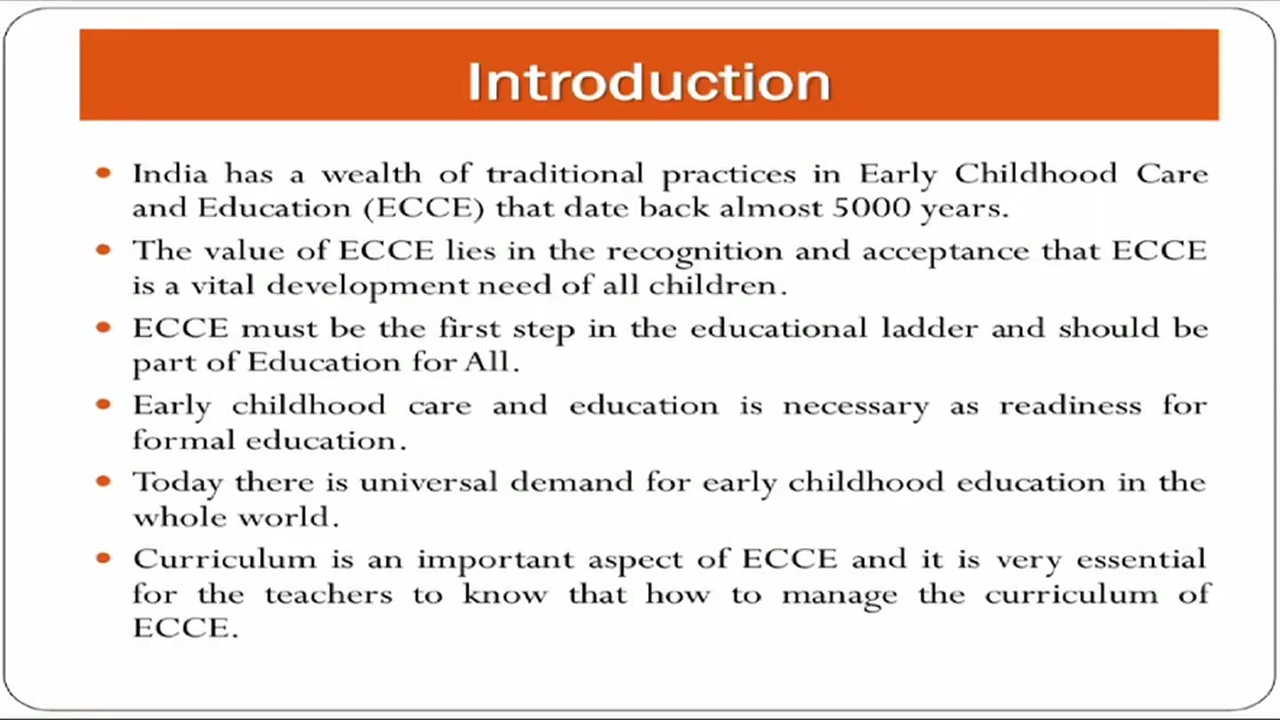 Introduction
• India has a wealth of traditional practices in Early Childhood Care
and Education (ECCE) that date back almost 5000 years.
• The value of ECCE lies in the recognition and acceptance that ECCE
is a vital development need of all children.
• ECCE must be the first step in the educational ladder and should be
part of Education for All.
• Early childhood care and education is necessary as readiness for
formal education.
• Today there is universal demand for early childhood education in the
whole world.
• Curriculum is an important aspect of ECCE and it is very essential
for the teachers to know that how to manage the curriculum of
ECCE.